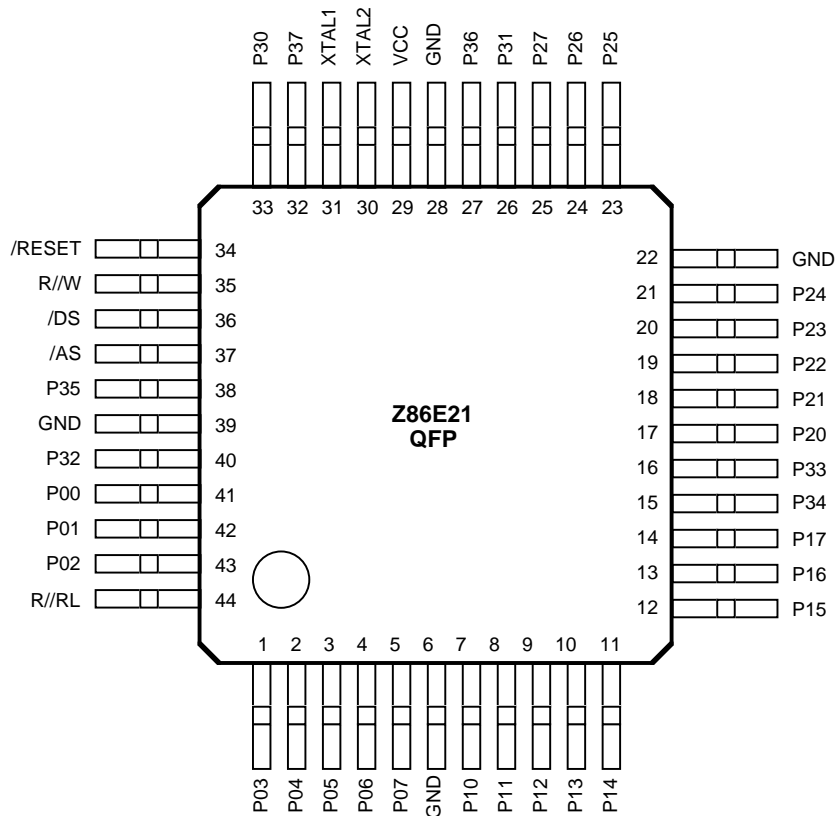 P30
P37
XTAL1
XTAL2
VCC
GND
P36
P31
P27
P26
P25
33 32 31 30 29 28 27 26 25 24 23
/RESET 34
R//W 35
/DS 36
/AS 37
P35 38
GND 39
P32 40
P00 41
P01 42
P02 43
R//RL 44
Z86E21
QFP
22 GND
21 P24
20 P23
19 P22
18 P21
17 P20
16 P33
15 P34
14 P17
13 P16
12 P15
1 2 3 4 5 6 7 8 9 10 11
P03
P04
P05
P06
P07
GND
P10
P11
P12
P13
P14